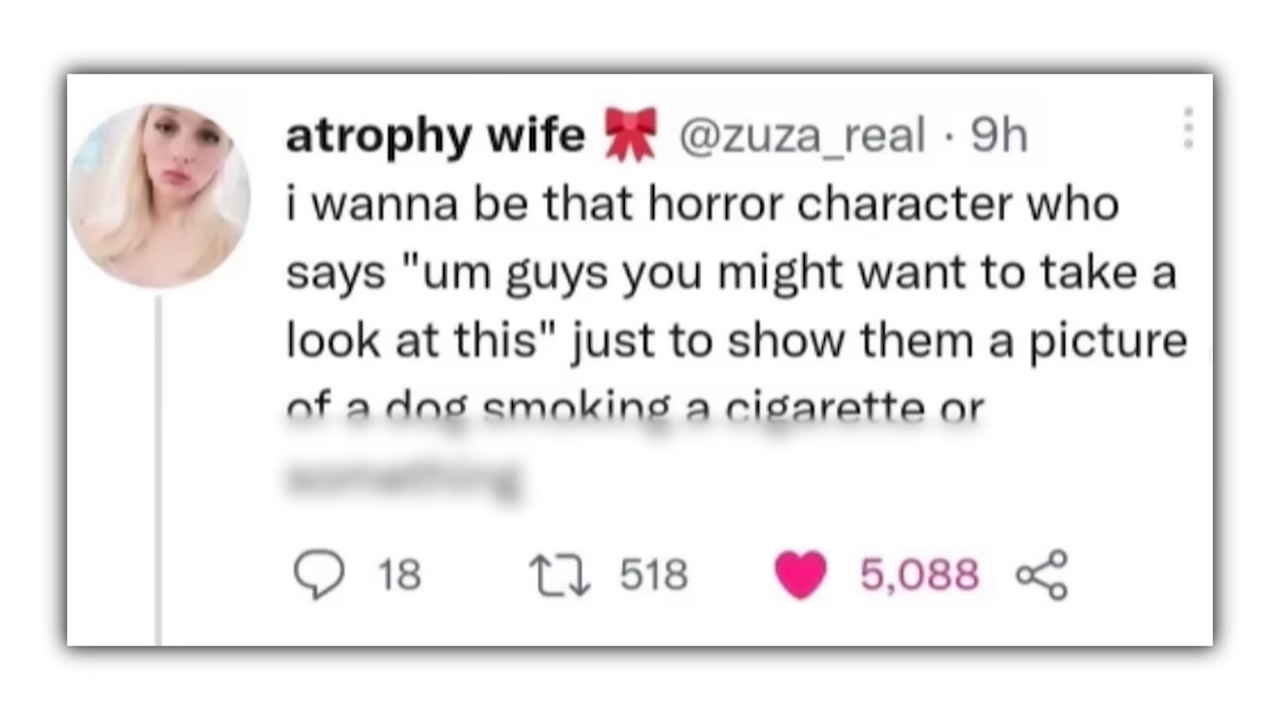 atrophy wife 🎀 @zuza_real · 9h
i wanna be that horror character who
says "um guys you might want to take a
look at this" just to show them a picture
of a dog smoking a cigarette or
something
18 518 5,088